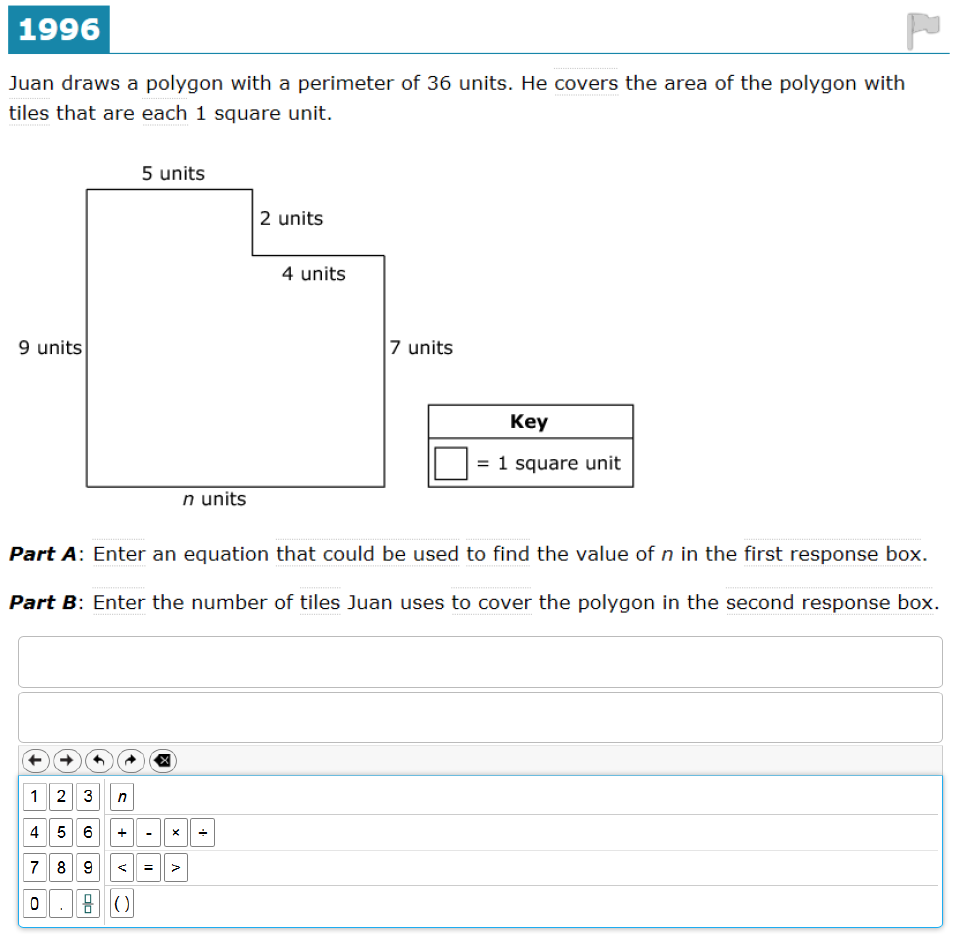 1996
Juan draws a polygon with a perimeter of 36 units. He covers the area of the polygon with
tiles that are each 1 square unit.
5 units
2 units
4 units
9 units
7 units
Key
= 1 square unit
n units
Part A: Enter an equation that could be used to find the value of n in the first response box.
Part B: Enter the number of tiles Juan uses to cover the polygon in the second response box.
1 2 3 n
4 5 6 + - × ÷
7 8 9 < = >
0 . ( )